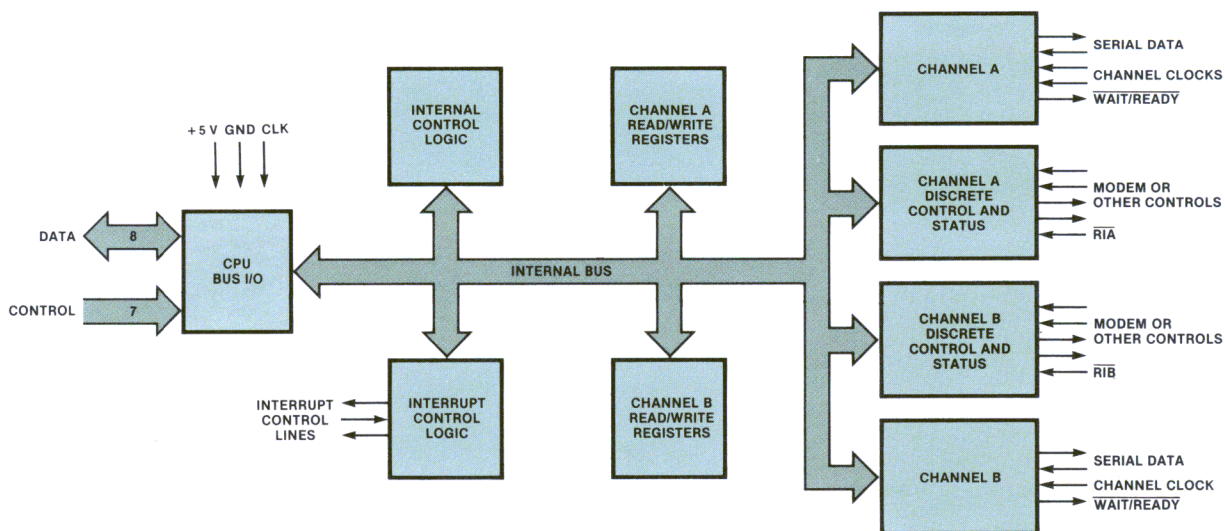 +5 V GND CLK
DATA
8
CONTROL
7
CPU
BUS I/O
INTERNAL
CONTROL
LOGIC
CHANNEL A
READ/WRITE
REGISTERS
INTERNAL BUS
INTERRUPT
CONTROL
LINES
INTERRUPT
CONTROL
LOGIC
CHANNEL B
READ/WRITE
REGISTERS
CHANNEL A
SERIAL DATA
CHANNEL CLOCKS
WAIT/READY
CHANNEL A
DISCRETE
CONTROL AND
STATUS
MODEM OR
OTHER CONTROLS
RIA
CHANNEL B
DISCRETE
CONTROL AND
STATUS
MODEM OR
OTHER CONTROLS
RIB
CHANNEL B
SERIAL DATA
CHANNEL CLOCK
WAIT/READY